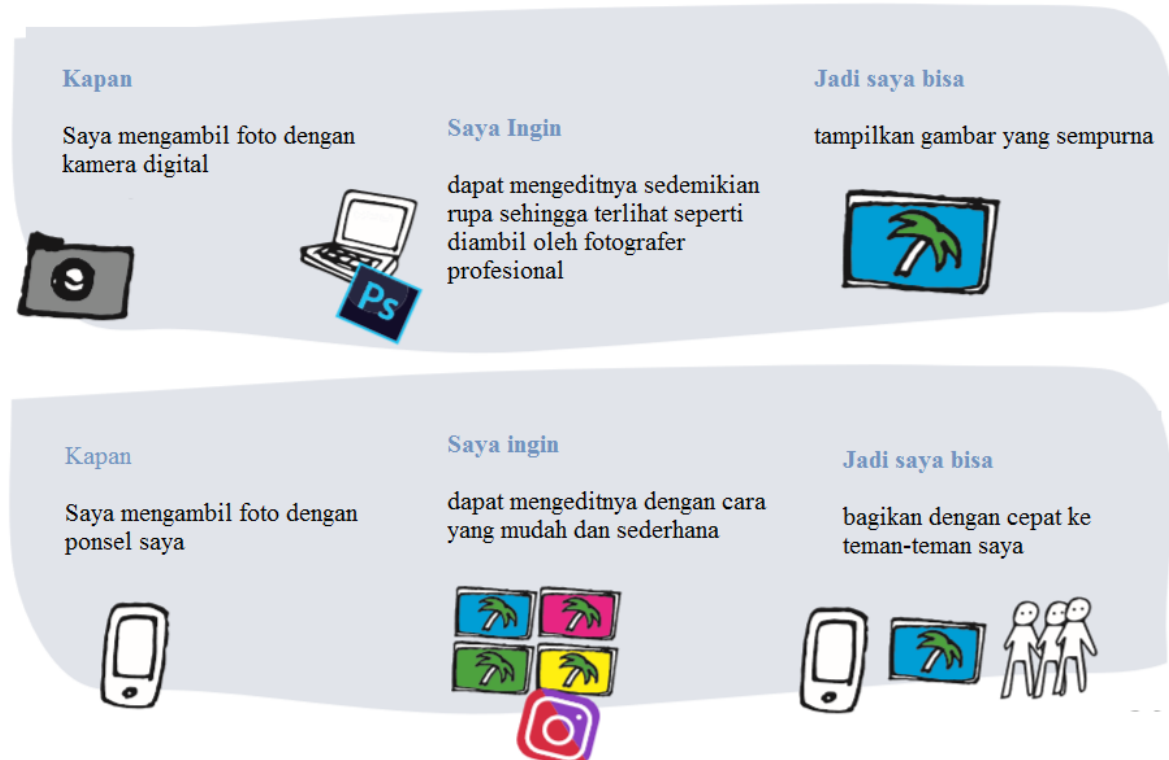 Kapan
Saya mengambil foto dengan
kamera digital
Saya Ingin
dapat mengeditnya sedemikian
rupa sehingga terlihat seperti
diambil oleh fotografer
profesional
Ps
Jadi saya bisa
tampilkan gambar yang sempurna
Kapan
Saya mengambil foto dengan
ponsel saya
Saya ingin
dapat mengeditnya dengan cara
yang mudah dan sederhana
Jadi saya bisa
bagikan dengan cepat ke
teman-teman saya